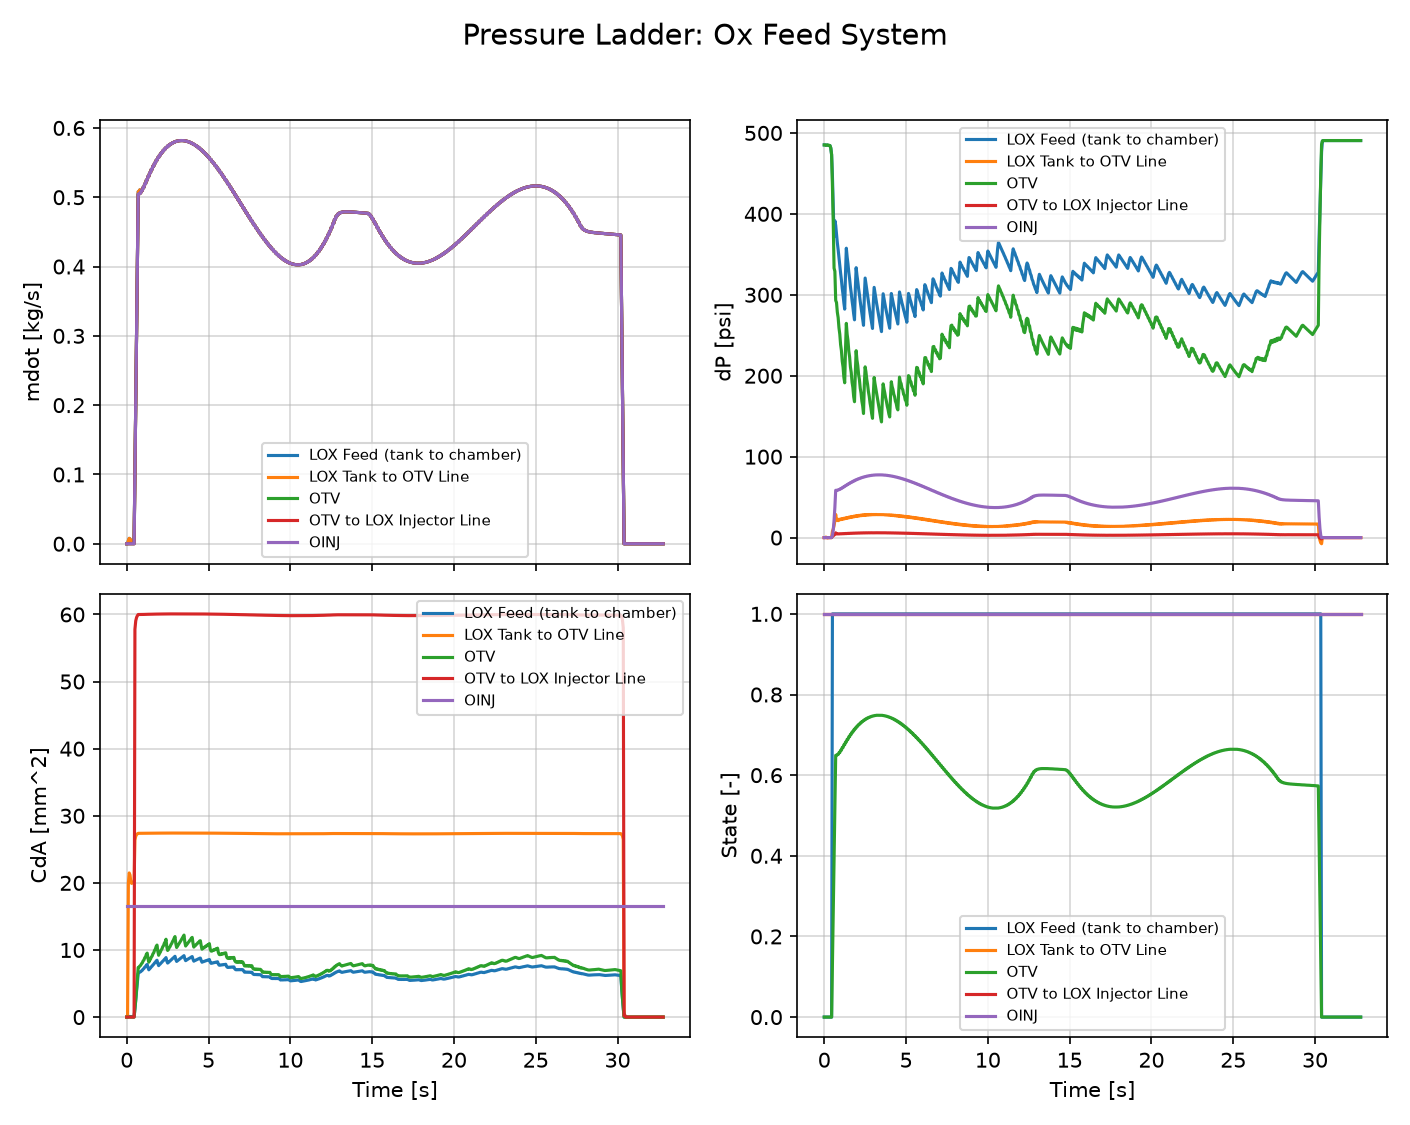 Pressure Ladder: Ox Feed System
mdot [kg/s]
0.6
0.5
0.4
0.3
0.2
0.1
0.0
LOX Feed (tank to chamber)
LOX Tank to OTV Line
OTV
OTV to LOX Injector Line
OINJ
dP [psi]
500
400
300
200
100
0
LOX Feed (tank to chamber)
LOX Tank to OTV Line
OTV
OTV to LOX Injector Line
OINJ
CdA [mm^2]
60
50
40
30
20
10
0
LOX Feed (tank to chamber)
LOX Tank to OTV Line
OTV
OTV to LOX Injector Line
OINJ
0 5 10 15 20 25 30
Time [s]
State [-]
1.0
0.8
0.6
0.4
0.2
0.0
LOX Feed (tank to chamber)
LOX Tank to OTV Line
OTV
OTV to LOX Injector Line
OINJ
0 5 10 15 20 25 30
Time [s]